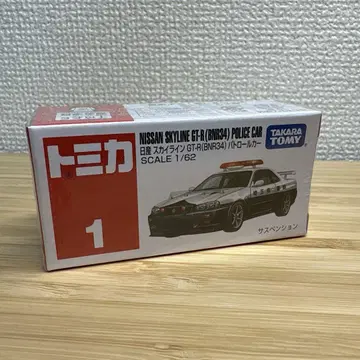 NISSAN SKYLINE GT-R(BNR34) POLICE CAR
日産 スカイライン GT-R(BNR34) パトロールカー
SCALE 1/62
TAKARA
TOMY
トミカ
1
サスペンション